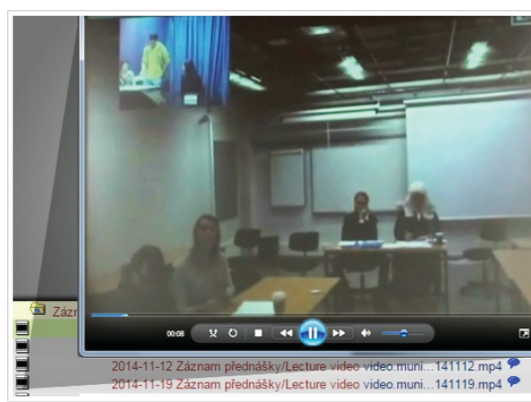 Zázr
00:08
2014-11-12 Záznam přednášky/Lecture video video.muni...141112.mp4
2014-11-19 Záznam přednášky/Lecture video video.muni...141119.mp4